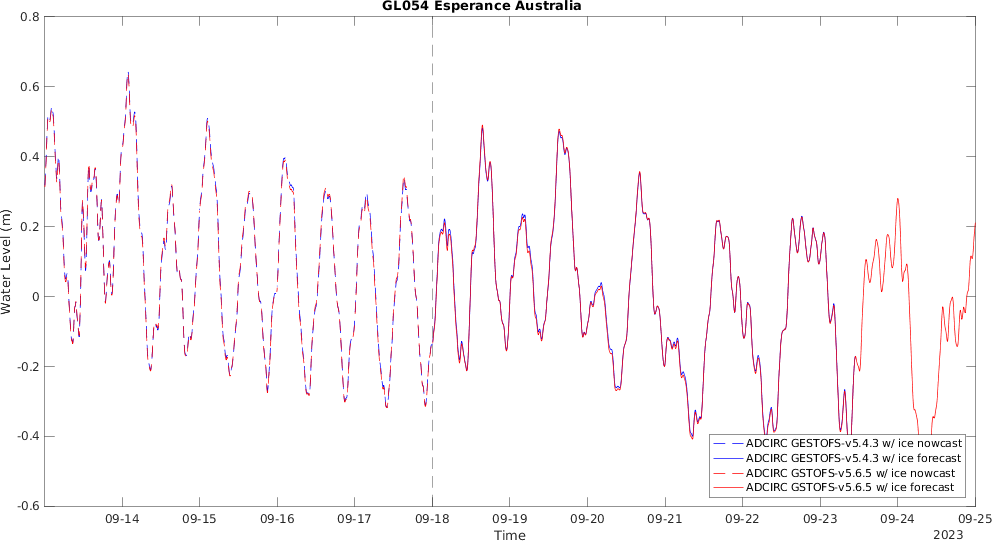 GL054 Esperance Australia
0.8
0.6
0.4
0.2
0
-0.2
-0.4
-0.6
Water Level (m)
09-14 09-15 09-16 09-17 09-18 09-19 09-20 09-21 09-22 09-23 09-24 09-25
Time
2023
ADCIRC GESTOFS-v5.4.3 w/ ice nowcast
ADCIRC GESTOFS-v5.4.3 w/ ice forecast
ADCIRC GSTOFS-v5.6.5 w/ ice nowcast
ADCIRC GSTOFS-v5.6.5 w/ ice forecast